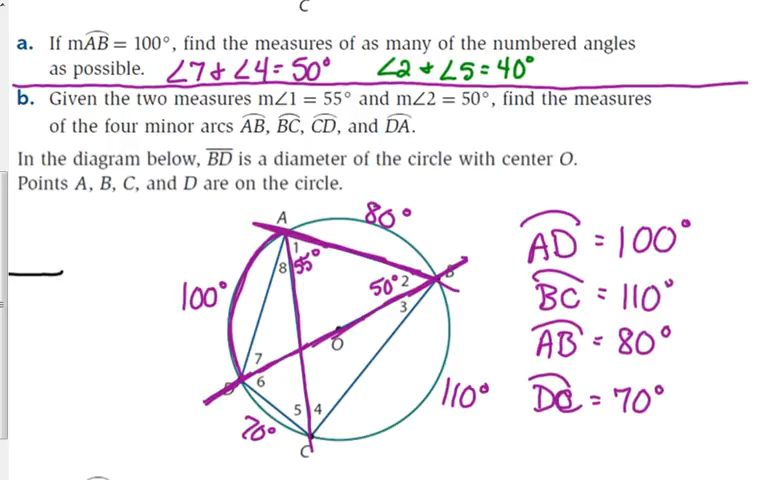 C
a. If mAB = 100°, find the measures of as many of the numbered angles
as possible. ∠7 + ∠4 = 50° ∠2 + ∠5 = 40°
b. Given the two measures m∠1 = 55° and m∠2 = 50°, find the measures
of the four minor arcs AB, BC, CD, and DA.
In the diagram below, BD is a diameter of the circle with center O.
Points A, B, C, and D are on the circle.
A 80°
AD = 100°
1
8 55°
50° 2 B
100°
BC = 110°
3
O
AB = 80°
7
D 6
110°
DC = 70°
5 4
70°
C